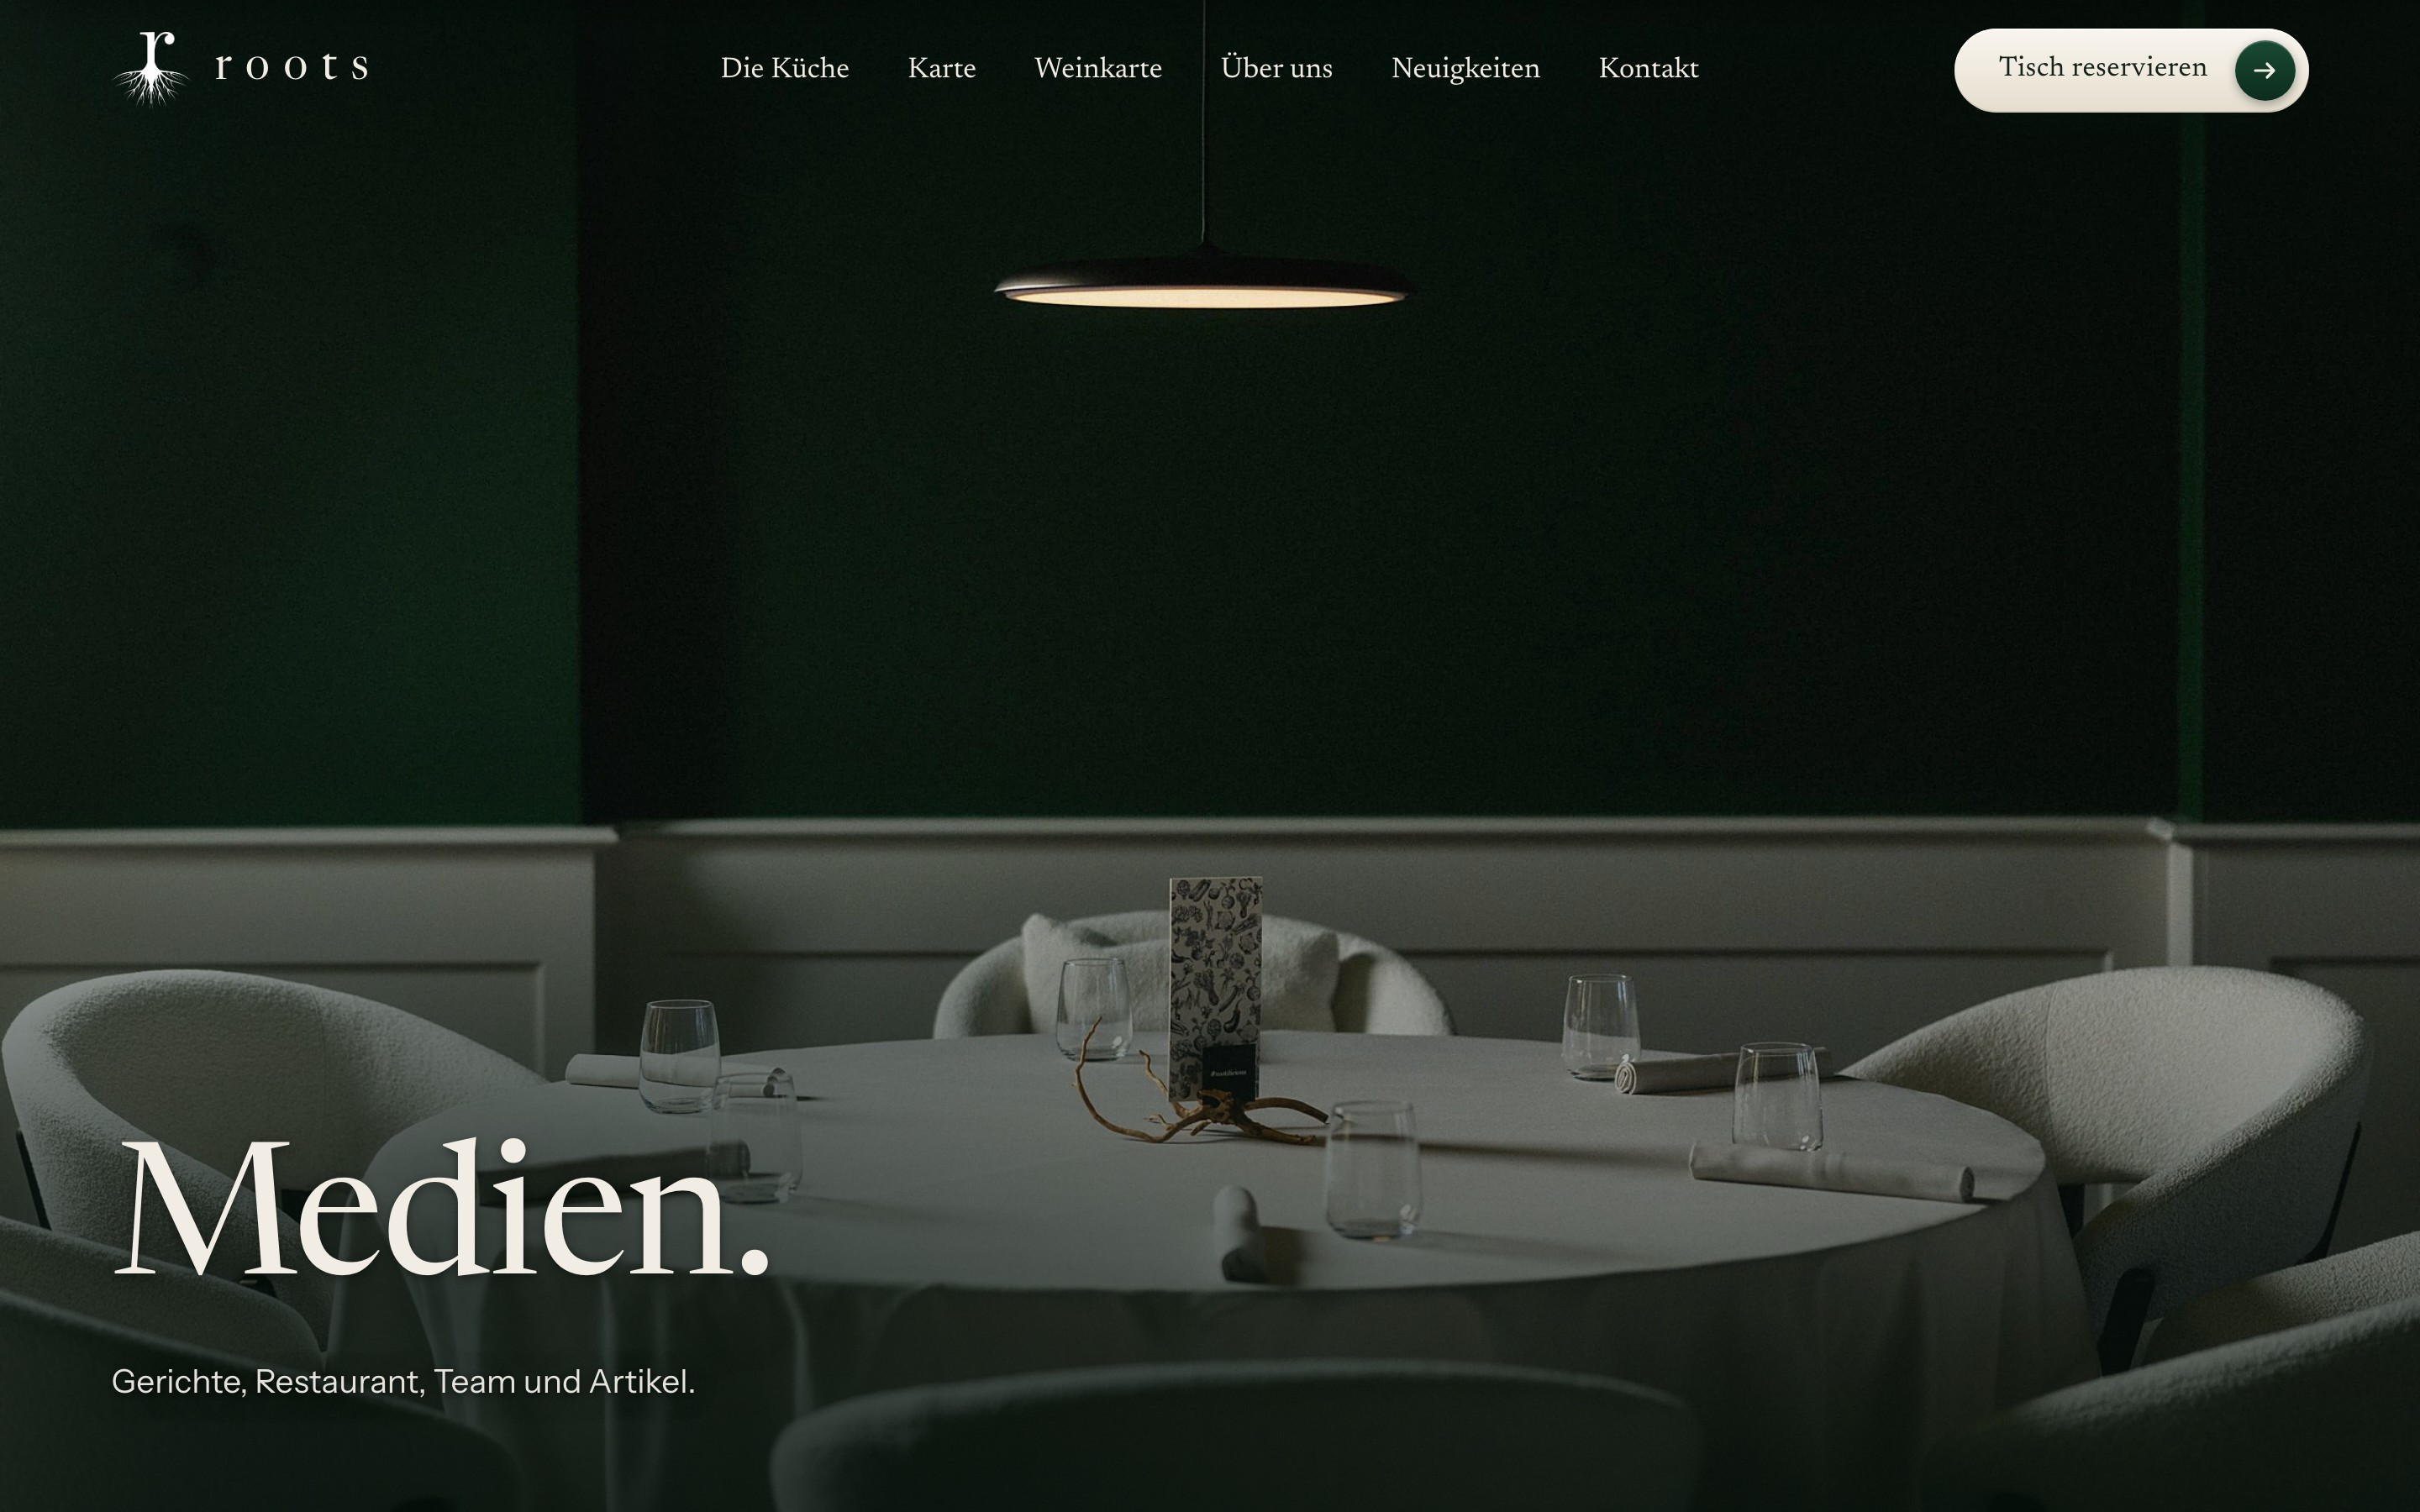 r roots
Die Küche
Karte
Weinkarte
Über uns
Neuigkeiten
Kontakt
Tisch reservieren
Medien.
Gerichte, Restaurant, Team und Artikel.